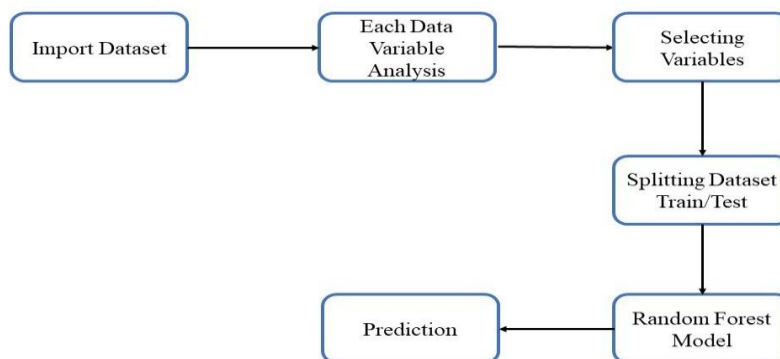 Import Dataset
Each Data
Variable
Analysis
Selecting
Variables
Splitting Dataset
Train/Test
Random Forest
Model
Prediction